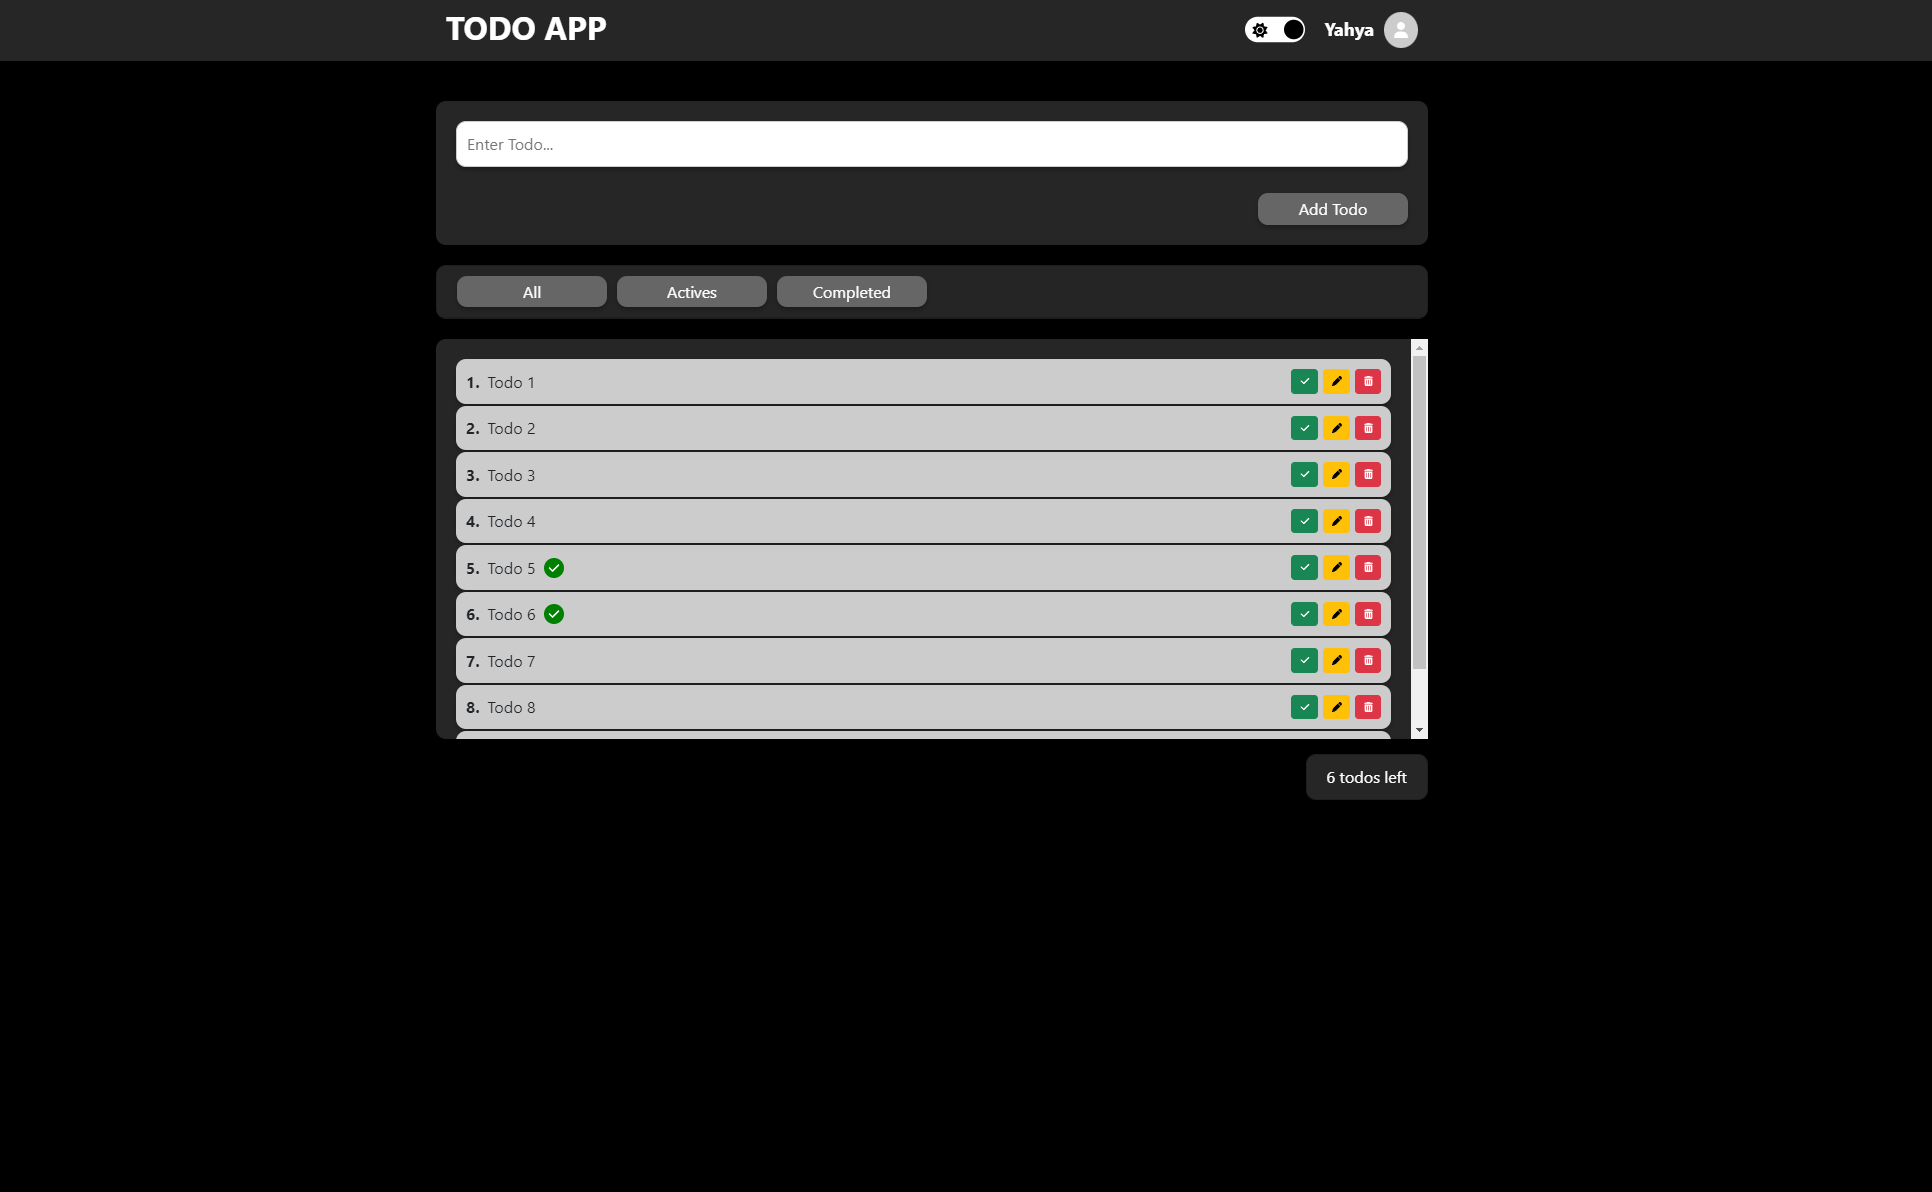 TODO APP
Yahya
Enter Todo...
Add Todo
All Actives Completed
1. Todo 1
2. Todo 2
3. Todo 3
4. Todo 4
5. Todo 5
6. Todo 6
7. Todo 7
8. Todo 8
6 todos left